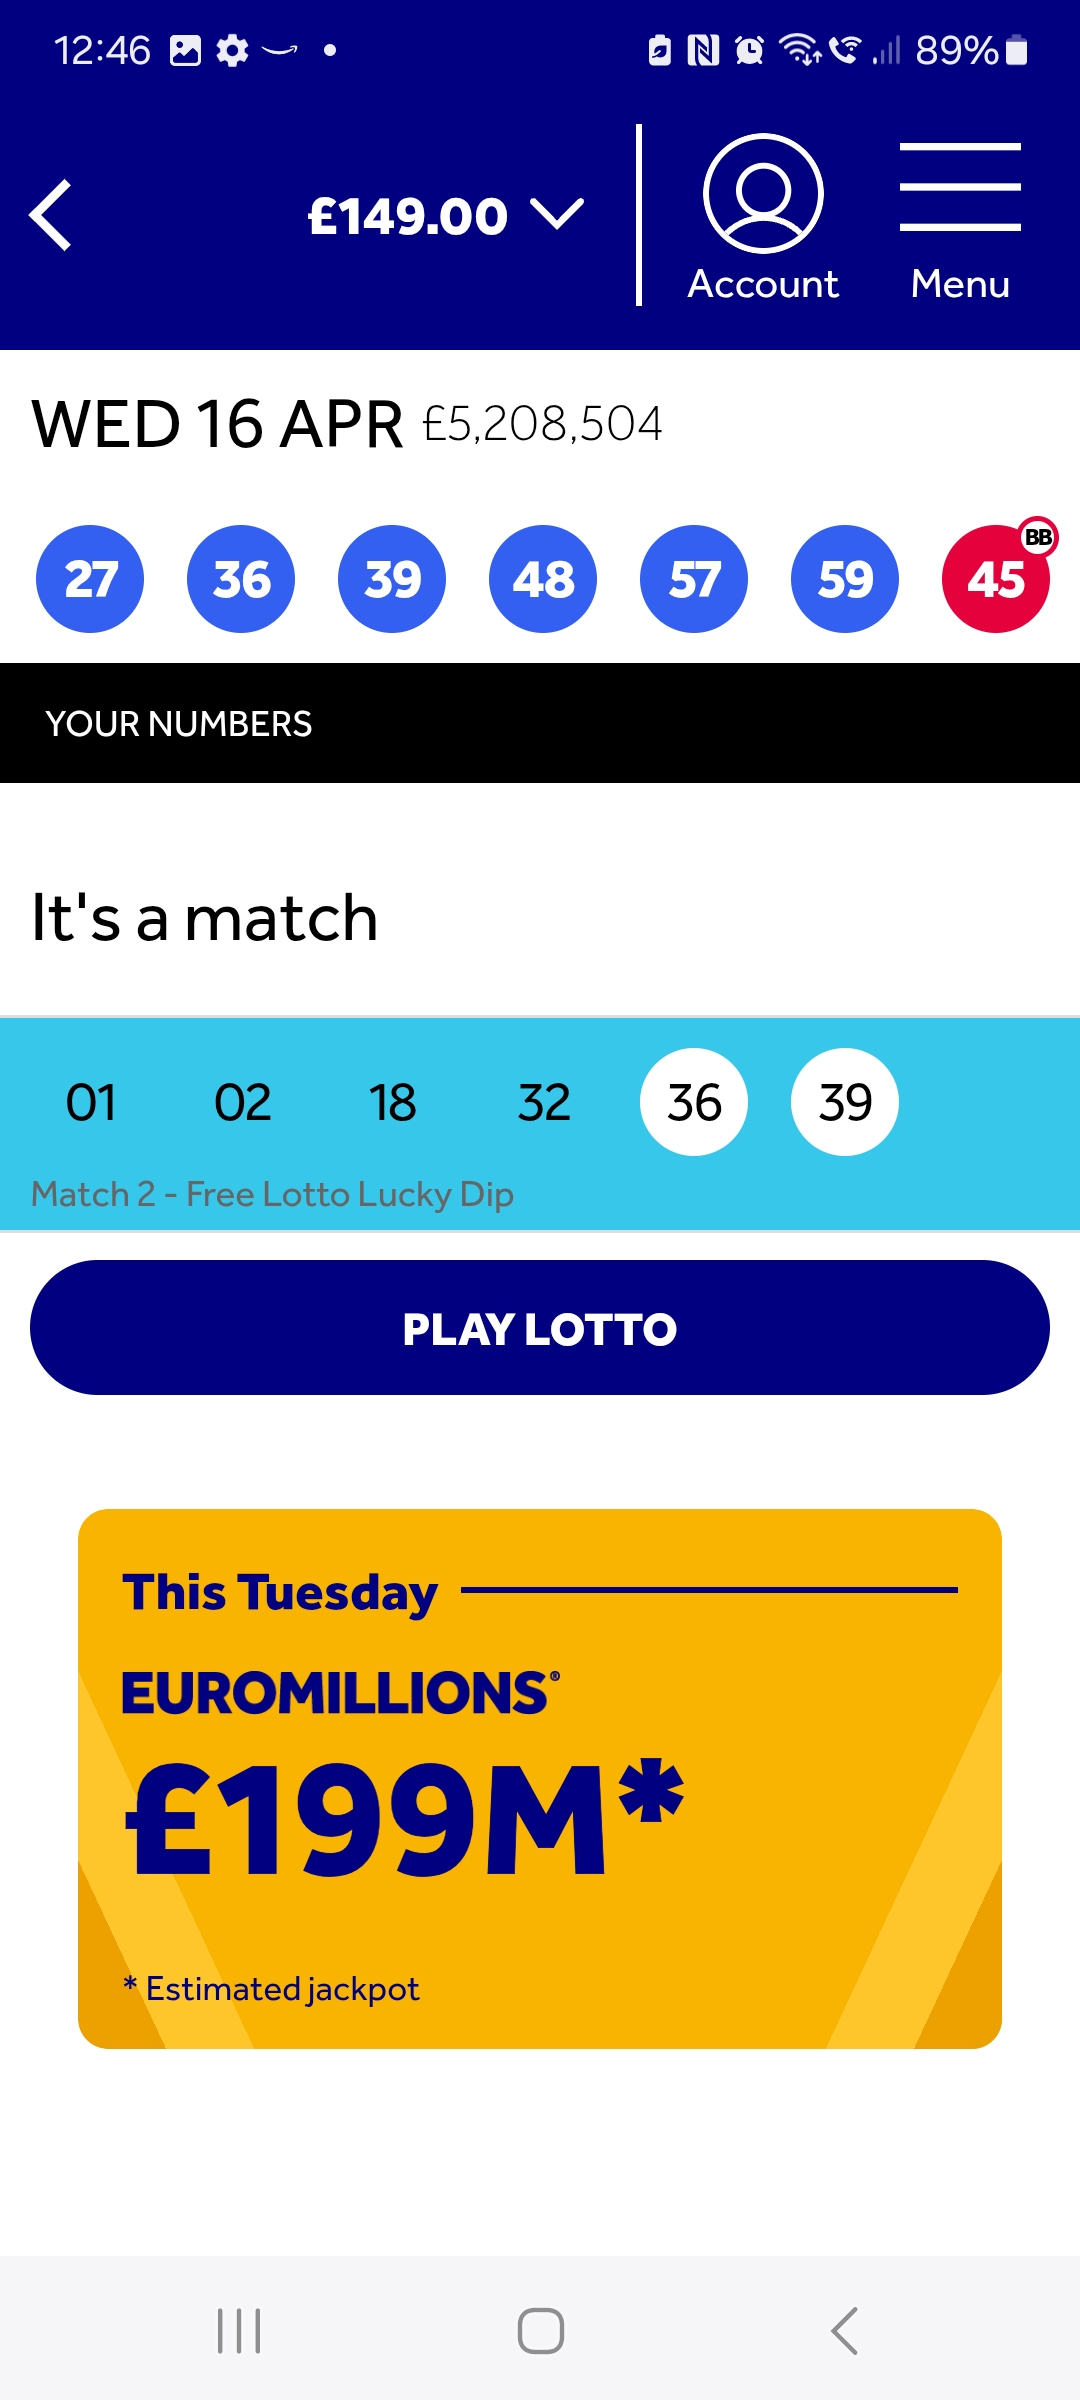 12:46 89%
£149.00
Account Menu
WED 16 APR £5,208,504
27 36 39 48 57 59 45 BB
YOUR NUMBERS
It's a match
01 02 18 32 36 39
Match 2 - Free Lotto Lucky Dip
PLAY LOTTO
This Tuesday
EUROMILLIONS®
£199M*
* Estimated jackpot